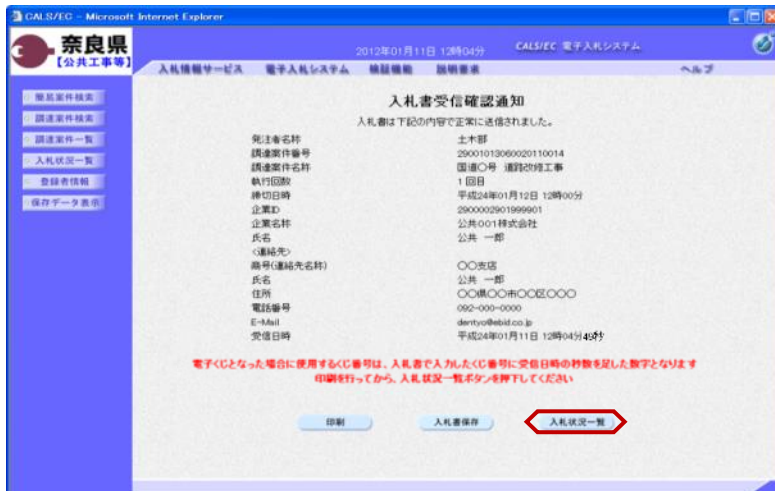 CALS/EC - Microsoft Internet Explorer
奈良県
【公共工事等】
2012年01月11日 12時04分
CALS/EC 電子入札システム
入札情報サービス 電子入札システム 検証機能 説明要求 ヘルプ
簡易案件検索
調達案件検索
調達案件一覧
入札状況一覧
登録者情報
保存データ表示
入札書受信確認通知
入札書は下記の内容で正常に送信されました。
発注者名称 土木部
調達案件番号 29001013060020110014
調達案件名称 国道○号 道路改修工事
執行回数 1回目
締切日時 平成24年01月12日 12時00分
企業ID 2900002901999901
企業名称 公共001株式会社
氏名 公共 一郎
<連絡先>
商号(連絡先名称) ○○支店
氏名 公共 一郎
住所 ○○県○○市○○区○○○
電話番号 092-000-0000
E-Mail dentyo@ebid.co.jp
受信日時 平成24年01月11日 12時04分49秒
電子くじとなった場合に使用するくじ番号は、入札書で入力したくじ番号に受信日時の秒数を足した数字となります
印刷を行ってから、入札状況一覧ボタンを押下してください
印刷 入札書保存 入札状況一覧